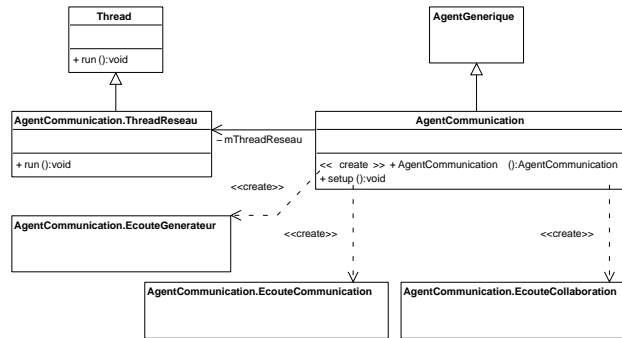 Thread
AgentGenerique
+ run ():void
AgentCommunication.ThreadReseau
AgentCommunication
– mThreadReseau
+ run ():void
<< create >> + AgentCommunication ():AgentCommunication
+ setup ():void
<<create>>
AgentCommunication.EcouteGenerateur
<<create>>
<<create>>
AgentCommunication.EcouteCommunication
AgentCommunication.EcouteCollaboration